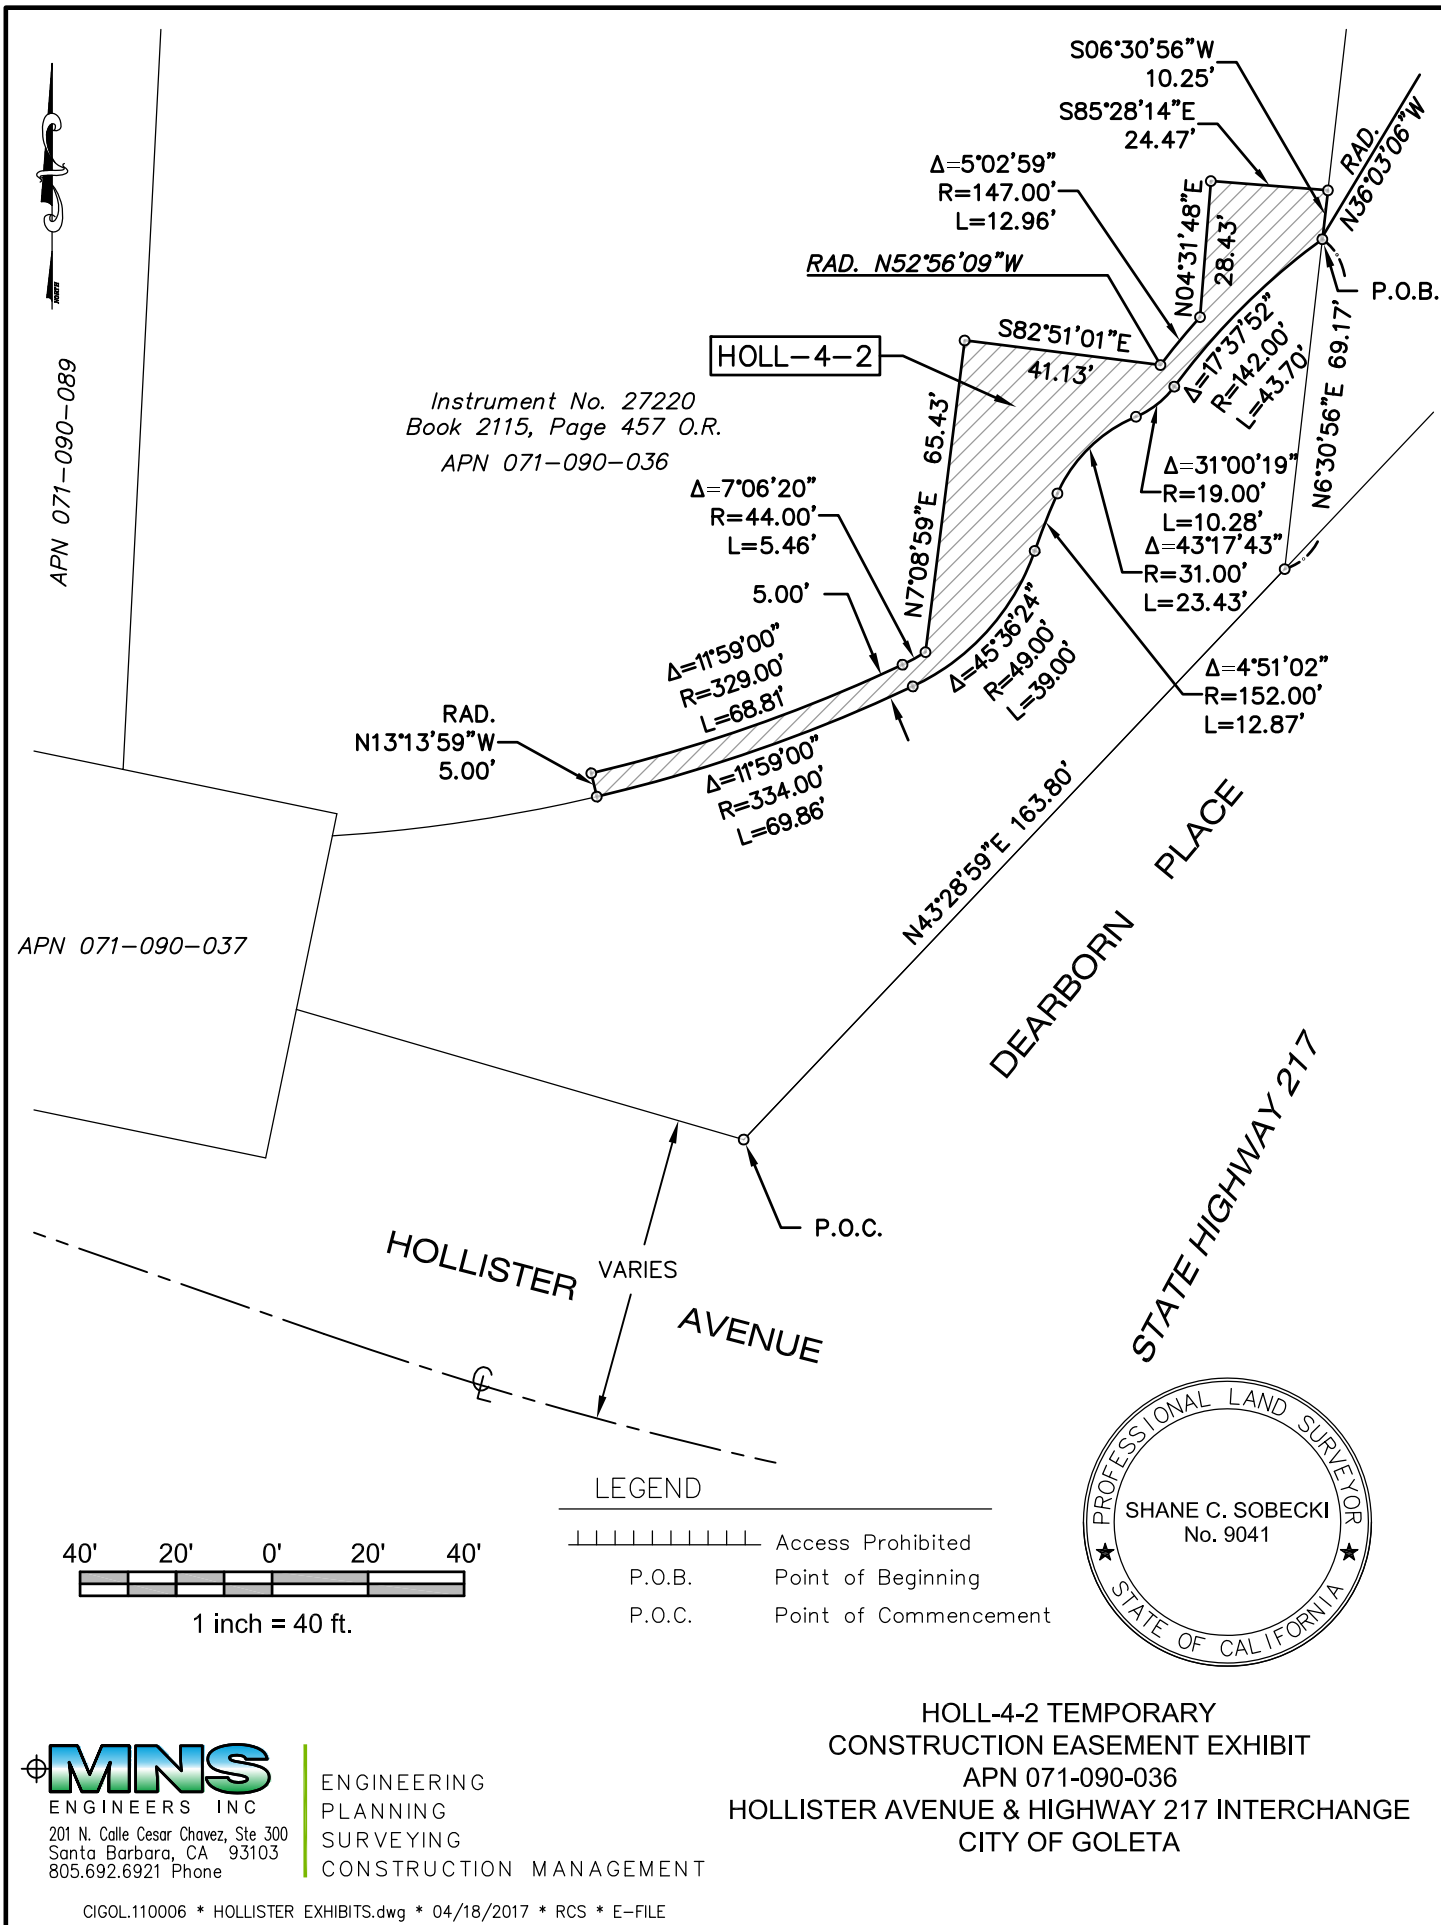 S06°30'56"W
10.25'
S85°28'14"E
24.47'
RAD.
N36°03'06"W
Δ=5°02'59"
R=147.00'
L=12.96'
N04°31'48"E
28.43'
RAD. N52°56'09"W
P.O.B.
HOLL-4-2
S82°51'01"E
41.13'
Δ=17°37'52"
R=142.00'
L=43.70'
N6°30'56"E 69.17'
APN 071-090-089
Instrument No. 27220
Book 2115, Page 457 O.R.
APN 071-090-036
N7°08'59"E 65.43'
Δ=31°00'19"
R=19.00'
L=10.28'
Δ=7°06'20"
R=44.00'
L=5.46'
Δ=43°17'43"
R=31.00'
L=23.43'
5.00'
Δ=11°59'00"
R=329.00'
L=68.81'
Δ=45°36'24"
R=49.00'
L=39.00'
Δ=4°51'02"
R=152.00'
L=12.87'
RAD.
N13°13'59"W
5.00'
Δ=11°59'00"
R=334.00'
L=69.86'
N43°28'59"E 163.80'
DEARBORN PLACE
APN 071-090-037
STATE HIGHWAY 217
P.O.C.
HOLLISTER AVENUE
VARIES
CL
NORTH
PROFESSIONAL LAND SURVEYOR
SHANE C. SOBECKI
No. 9041
STATE OF CALIFORNIA
LEGEND
Access Prohibited
P.O.B. Point of Beginning
P.O.C. Point of Commencement
40' 20' 0' 20' 40'
1 inch = 40 ft.
HOLL-4-2 TEMPORARY
CONSTRUCTION EASEMENT EXHIBIT
APN 071-090-036
HOLLISTER AVENUE & HIGHWAY 217 INTERCHANGE
CITY OF GOLETA
MNS
ENGINEERS INC
201 N. Calle Cesar Chavez, Ste 300
Santa Barbara, CA 93103
805.692.6921 Phone
ENGINEERING
PLANNING
SURVEYING
CONSTRUCTION MANAGEMENT
CIGOL.110006 * HOLLISTER EXHIBITS.dwg * 04/18/2017 * RCS * E-FILE